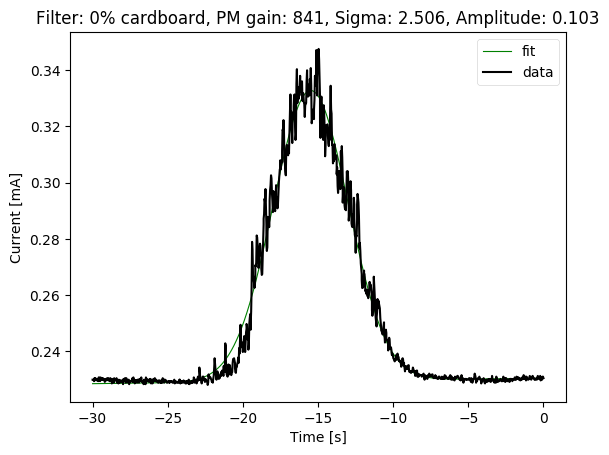 Filter: 0% cardboard, PM gain: 841, Sigma: 2.506, Amplitude: 0.103
fit
data
Current [mA]
0.34
0.32
0.30
0.28
0.26
0.24
−30
−25
−20
−15
−10
−5
0
Time [s]